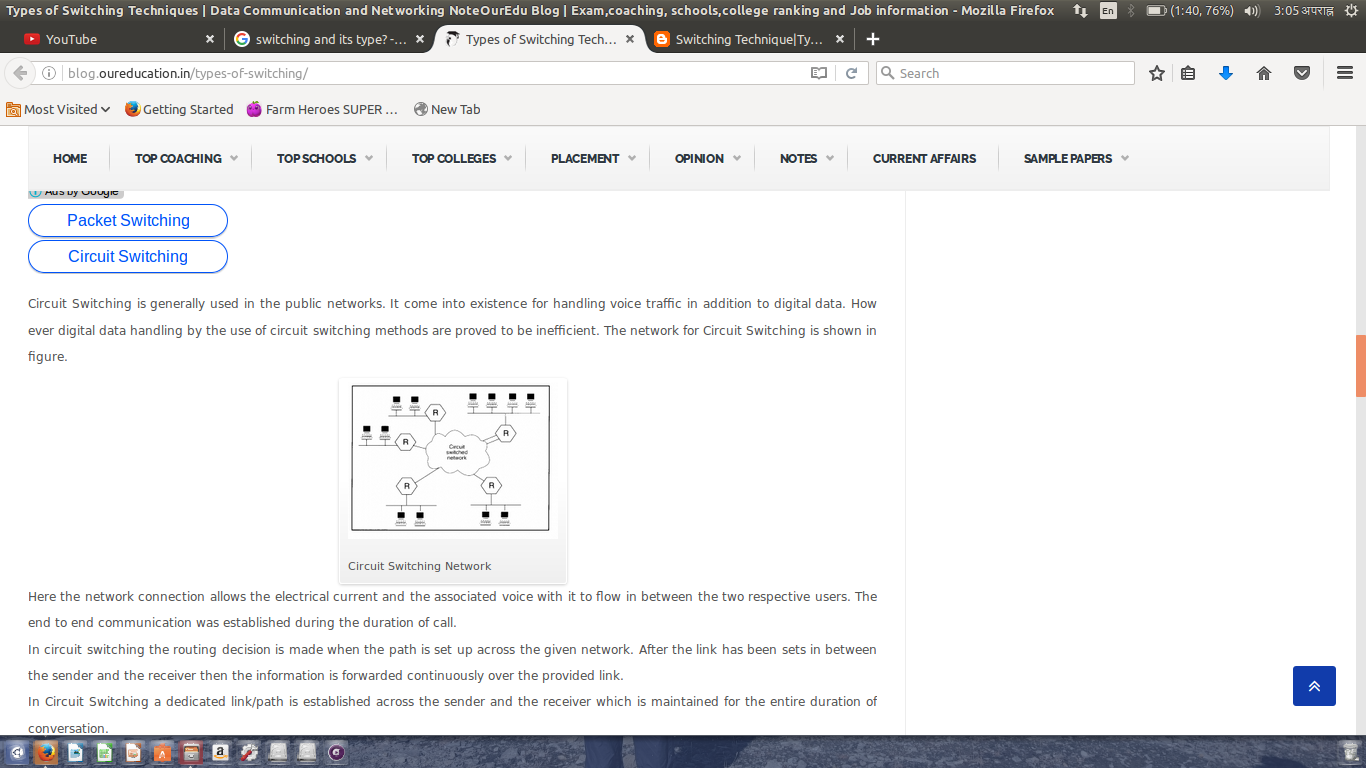 Types of Switching Techniques | Data Communication and Networking NoteOurEdu Blog | Exam,coaching, schools,college ranking and Job information - Mozilla Firefox En (1:40, 76%) 3:05 अपराह्न
YouTube × switching and its type? -... × Types of Switching Tech... × Switching Technique|Ty... × +
blog.oureducation.in/types-of-switching/ Search
Most Visited Getting Started Farm Heroes SUPER ... New Tab
HOME TOP COACHING TOP SCHOOLS TOP COLLEGES PLACEMENT OPINION NOTES CURRENT AFFAIRS SAMPLE PAPERS
Ads by Google
Packet Switching
Circuit Switching
Circuit Switching is generally used in the public networks. It come into existence for handling voice traffic in addition to digital data. How
ever digital data handling by the use of circuit switching methods are proved to be inefficient. The network for Circuit Switching is shown in
figure.
R
R
R
Circuit
switched
network
R
R
Circuit Switching Network
Here the network connection allows the electrical current and the associated voice with it to flow in between the two respective users. The
end to end communication was established during the duration of call.
In circuit switching the routing decision is made when the path is set up across the given network. After the link has been sets in between
the sender and the receiver then the information is forwarded continuously over the provided link.
In Circuit Switching a dedicated link/path is established across the sender and the receiver which is maintained for the entire duration of
conversation.